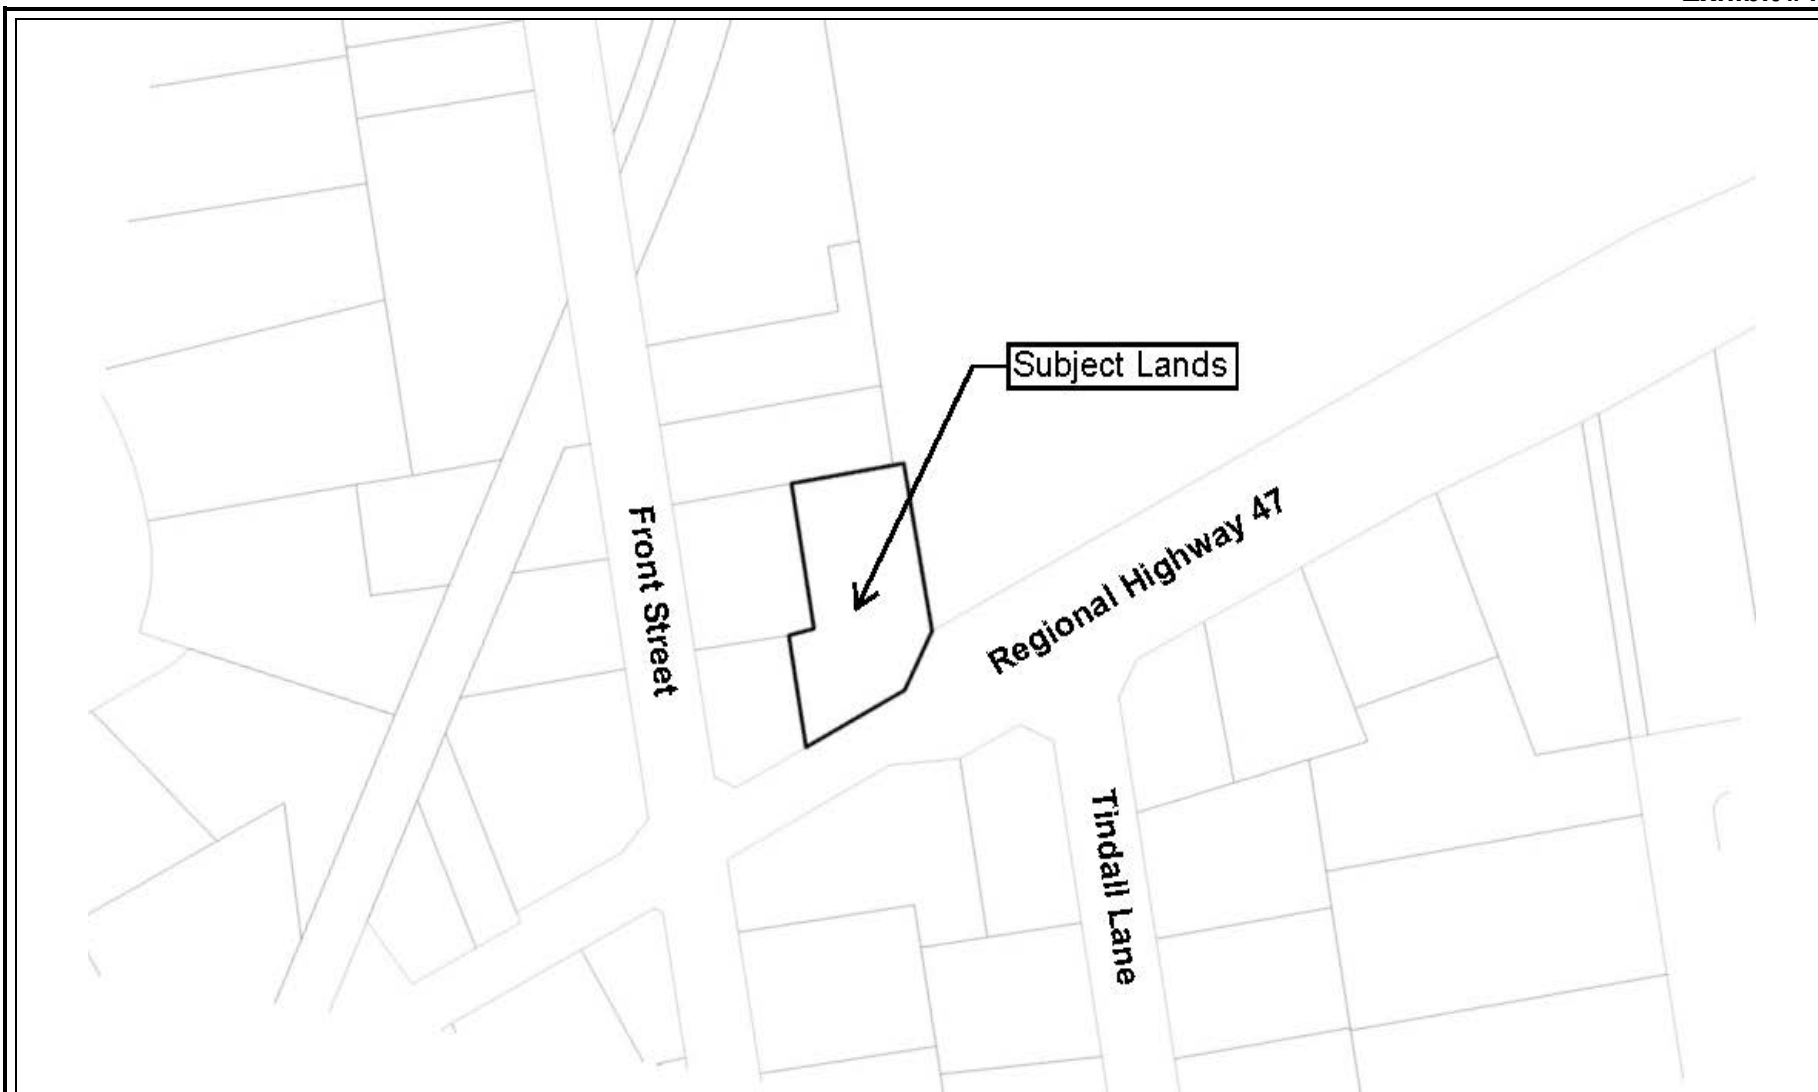 Subject Lands
Regional Highway 47
Front Street
Tindall Lane